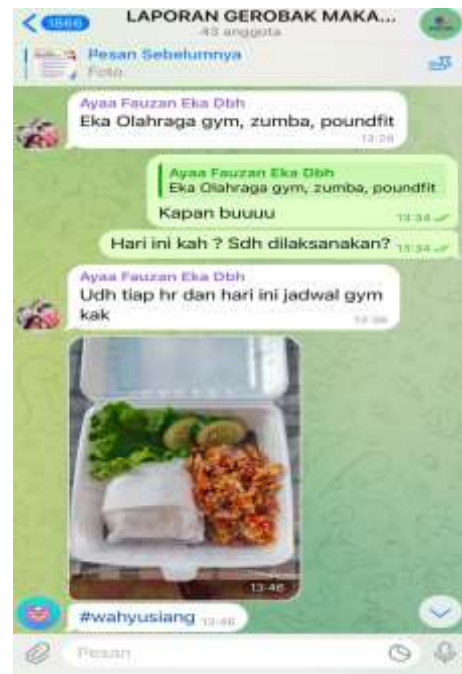 1866
LAPORAN GEROBAK MAKA...
43 anggota
Pesan Sebelumnya
Foto
Ayaa Fauzan Eka Dbh
Eka Olahraga gym, zumba, poundfit
13:28
Ayaa Fauzan Eka Dbh
Eka Olahraga gym, zumba, poundfit
Kapan buuuu
13:34
Hari ini kah ? Sdh dilaksanakan? 13:34
Ayaa Fauzan Eka Dbh
Udh tiap hr dan hari ini jadwal gym
kak
13:46
#wahyusiang 13:46
Pesan